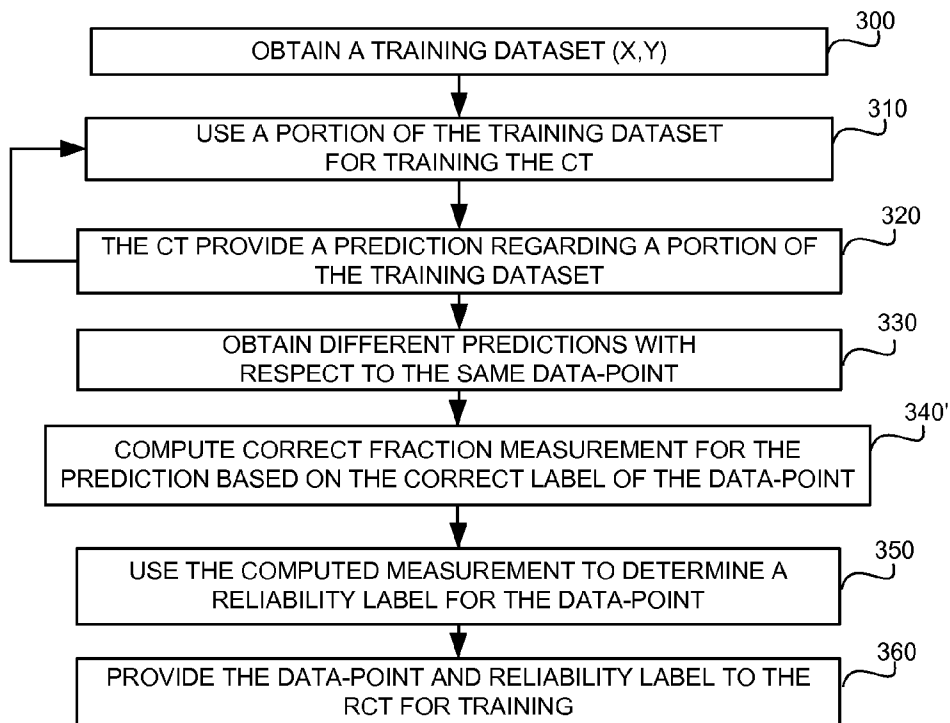 300
OBTAIN A TRAINING DATASET (X,Y)
310
USE A PORTION OF THE TRAINING DATASET
FOR TRAINING THE CT
320
THE CT PROVIDE A PREDICTION REGARDING A PORTION OF
THE TRAINING DATASET
330
OBTAIN DIFFERENT PREDICTIONS WITH
RESPECT TO THE SAME DATA-POINT
340'
COMPUTE CORRECT FRACTION MEASUREMENT FOR THE
PREDICTION BASED ON THE CORRECT LABEL OF THE DATA-POINT
350
USE THE COMPUTED MEASUREMENT TO DETERMINE A
RELIABILITY LABEL FOR THE DATA-POINT
360
PROVIDE THE DATA-POINT AND RELIABILITY LABEL TO THE
RCT FOR TRAINING